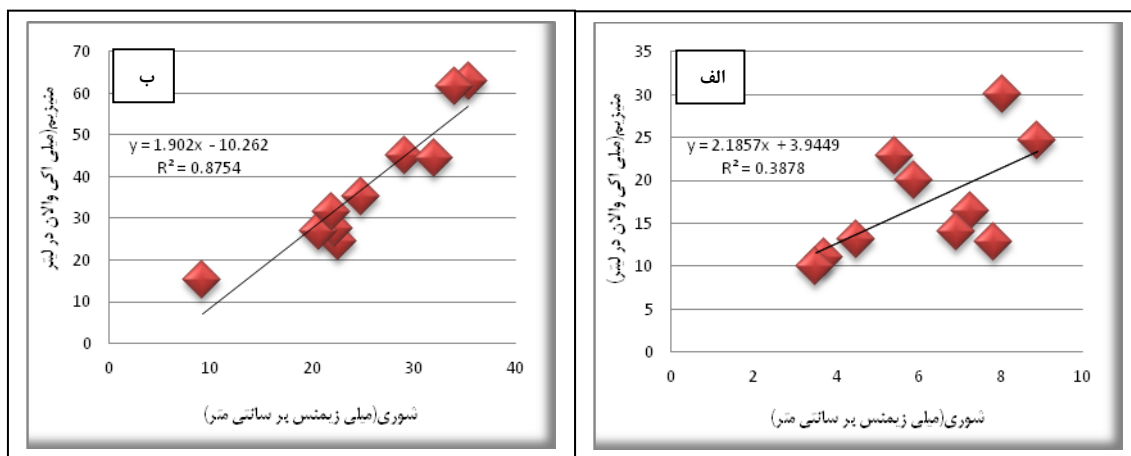 الف
منیزیم(میلی اکی والان در لیتر)
35
30
25
20
15
10
5
0
y = 2.1857x + 3.9449
R² = 0.3878
0 2 4 6 8 10
شوری(میلی زیمنس بر سانتی متر)
ب
منیزیم(میلی اکی والان در لیتر
70
60
50
40
30
20
10
0
y = 1.902x - 10.262
R² = 0.8754
0 10 20 30 40
شوری(میلی زیمنس بر سانتی متر)